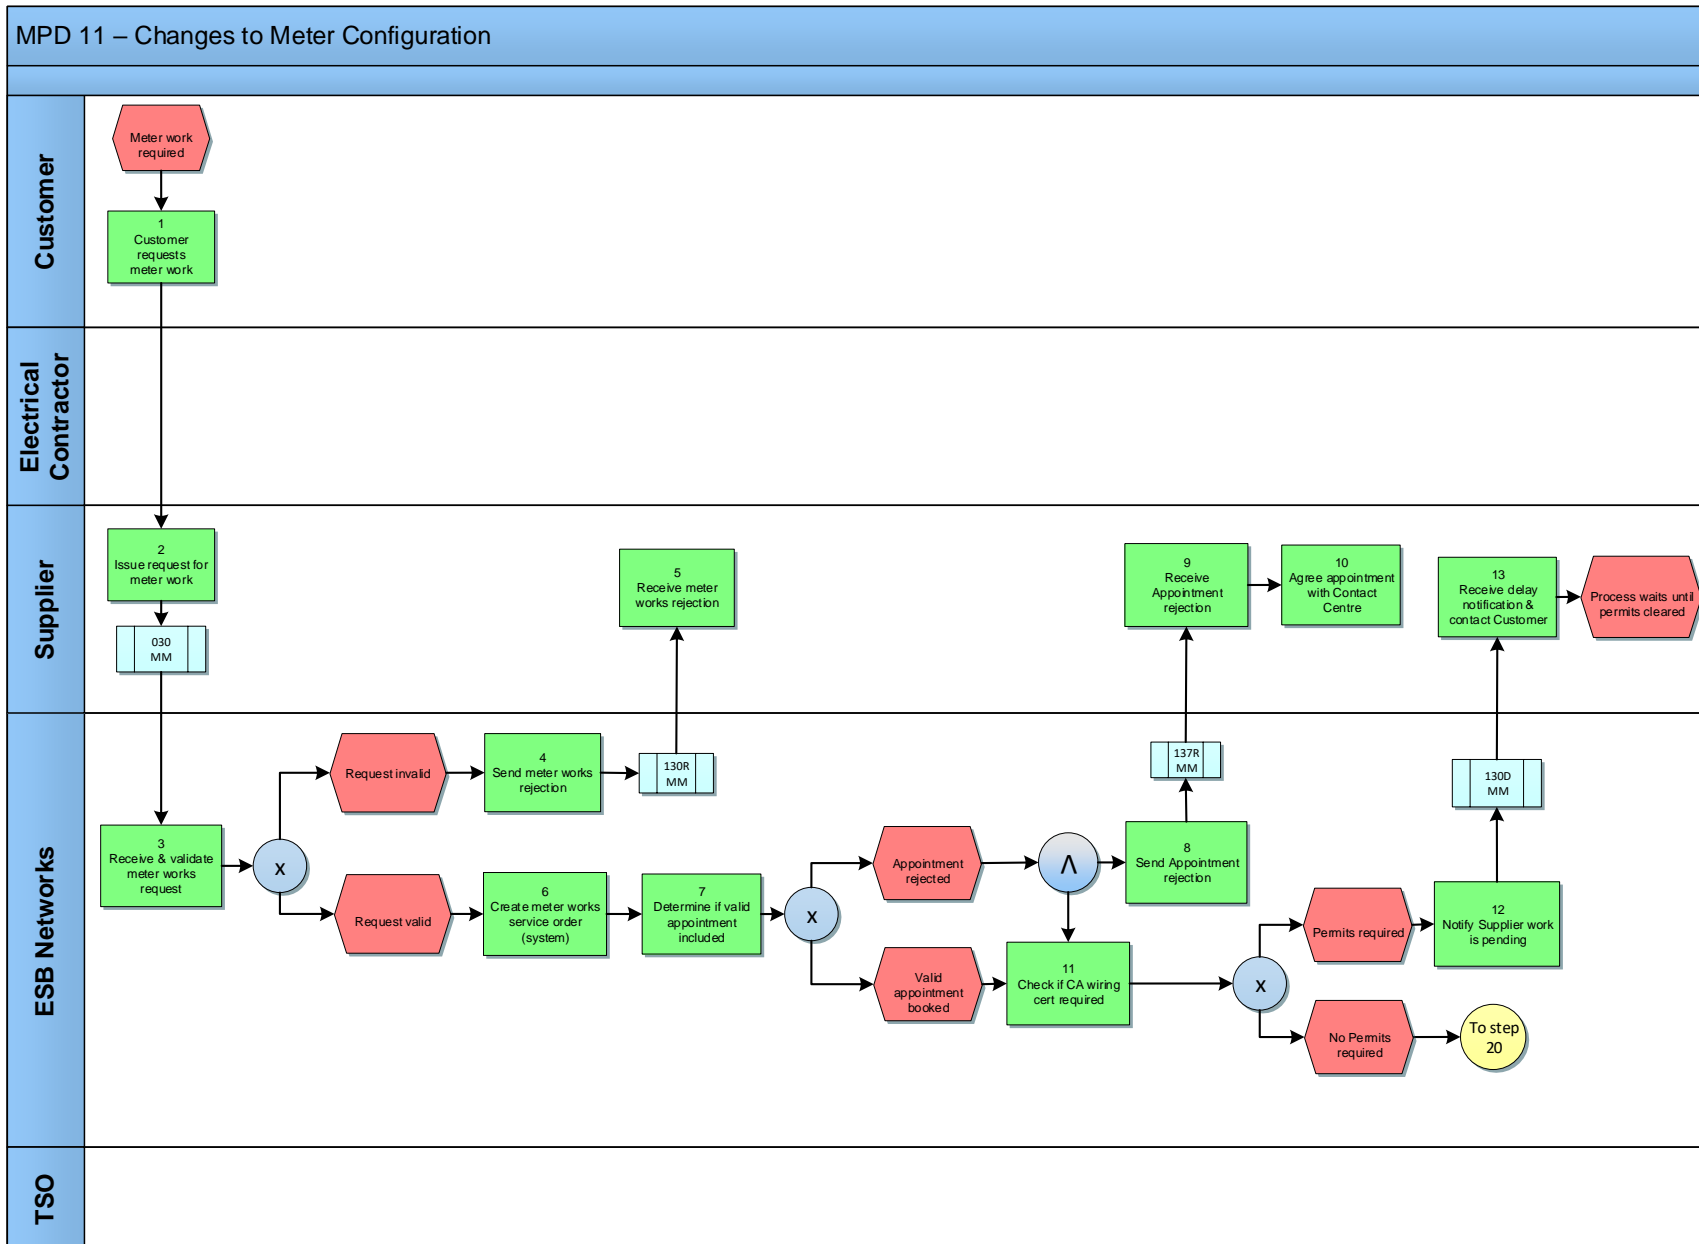 MPD 11 – Changes to Meter Configuration
Customer
Meter work
required
1
Customer
requests
meter work
Electrical
Contractor
Supplier
2
Issue request for
meter work
030
MM
5
Receive meter
works rejection
9
Receive
Appointment
rejection
10
Agree appointment
with Contact
Centre
13
Receive delay
notification &
contact Customer
Process waits until
permits cleared
ESB Networks
3
Receive & validate
meter works
request
X
Request invalid
4
Send meter works
rejection
130R
MM
Request valid
6
Create meter works
service order
(system)
7
Determine if valid
appointment
included
X
Appointment
rejected
Λ
8
Send Appointment
rejection
137R
MM
Valid
appointment
booked
11
Check if CA wiring
cert required
X
Permits required
12
Notify Supplier work
is pending
130D
MM
No Permits
required
To step
20
TSO